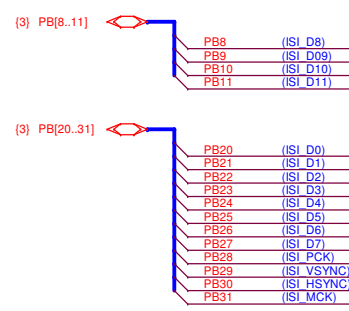 {3} PB[8..11]
PB8 (ISI_D8)
PB9 (ISI_D09)
PB10 (ISI_D10)
PB11 (ISI_D11)
{3} PB[20..31]
PB20 (ISI_D0)
PB21 (ISI_D1)
PB22 (ISI_D2)
PB23 (ISI_D3)
PB24 (ISI_D4)
PB25 (ISI_D5)
PB26 (ISI_D6)
PB27 (ISI_D7)
PB28 (ISI_PCK)
PB29 (ISI_VSYNC)
PB30 (ISI_HSYNC)
PB31 (ISI_MCK)